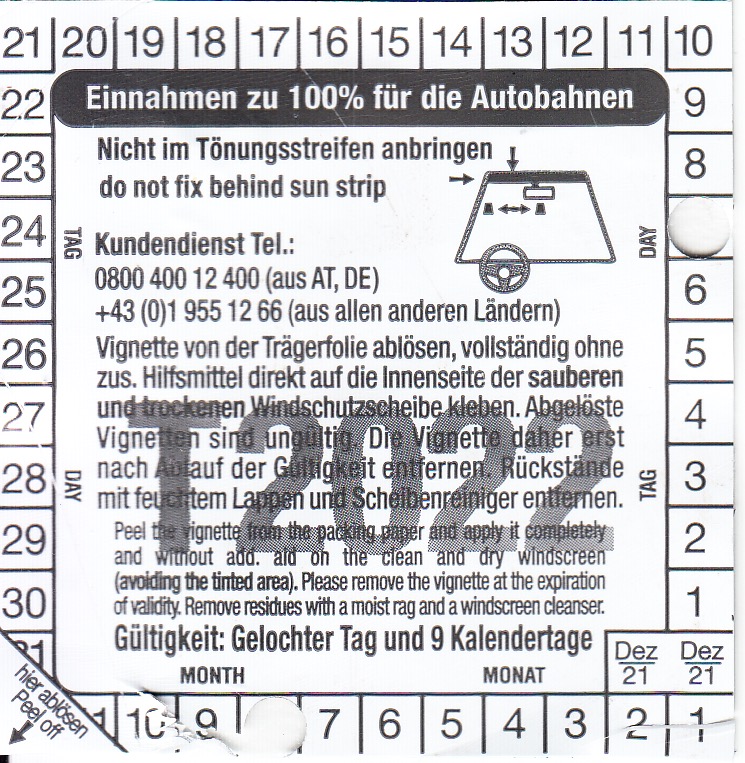 21 20 19 18 17 16 15 14 13 12 11 10
22 Einnahmen zu 100% für die Autobahnen 9
23 Nicht im Tönungsstreifen anbringen 8
do not fix behind sun strip
24 TAG Kundendienst Tel.: DAY
0800 400 12 400 (aus AT, DE)
25 +43 (0)1 955 12 66 (aus allen anderen Ländern) 6
26 Vignette von der Trägerfolie ablösen, vollständig ohne 5
zus. Hilfsmittel direkt auf die Innenseite der sauberen
27 und trockenen Windschutzscheibe kleben. Abgelöste 4
Vignetten sind ungültig. Die Vignette daher erst
28 DAY nach Ablauf der Gültigkeit entfernen. Rückstände TAG 3
mit feuchtem Lappen und Scheibenreiniger entfernen.
T2022
29 Peel the vignette from the packing paper and apply it completely 2
and without add. aid on the clean and dry windscreen
(avoiding the tinted area). Please remove the vignette at the expiration
30 of validity. Remove residues with a moist rag and a windscreen cleanser. 1
31 Gültigkeit: Gelochter Tag und 9 Kalendertage Dez Dez
MONTH MONAT 21 21
hier ablösen
Peel off
10 9 7 6 5 4 3 2 1